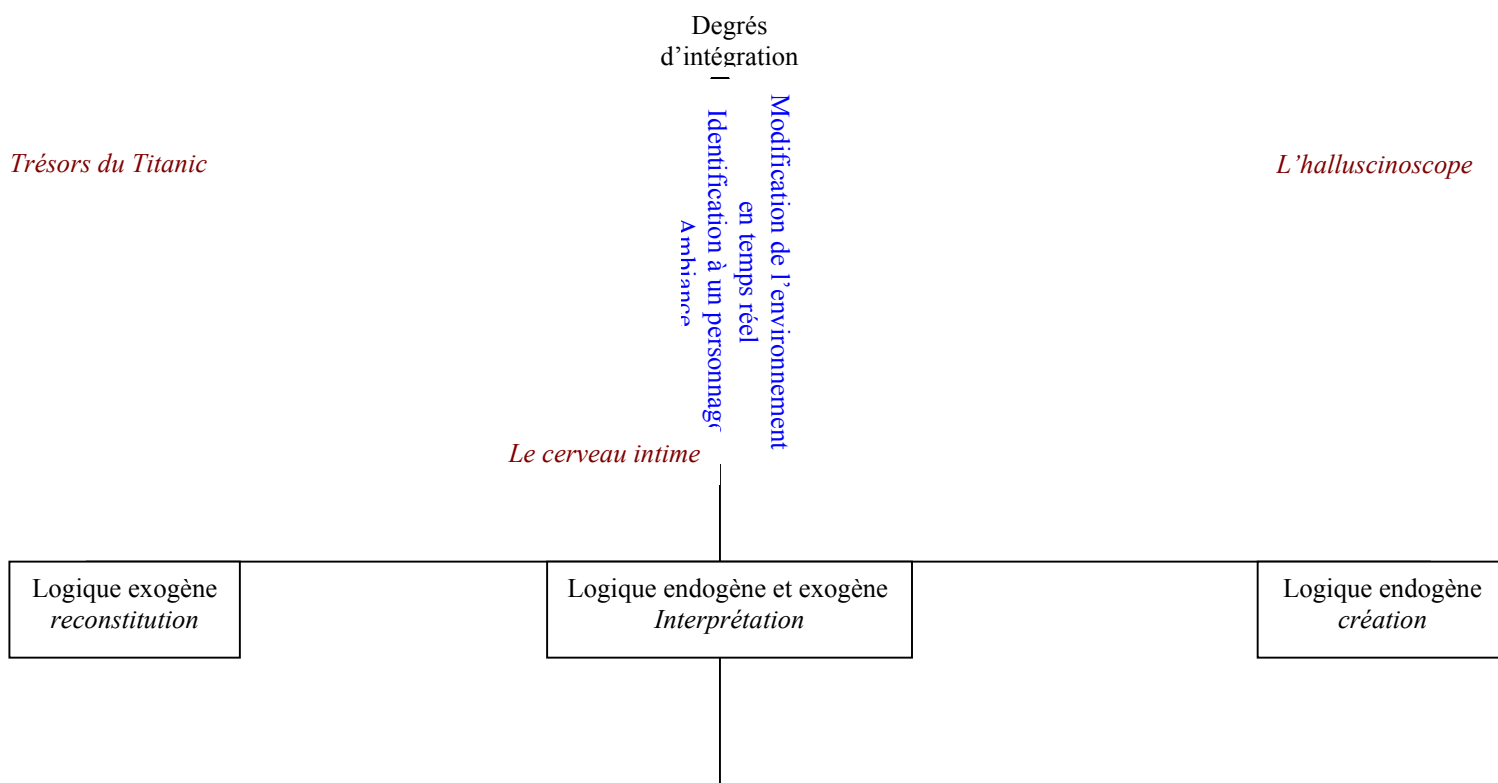 Degrés
d’intégration
Modification de l’environnement
en temps réel
Identification à un personnage
Ambiance
Trésors du Titanic
L’halluscinoscope
Le cerveau intime
Logique exogène
reconstitution
Logique endogène et exogène
Interprétation
Logique endogène
création